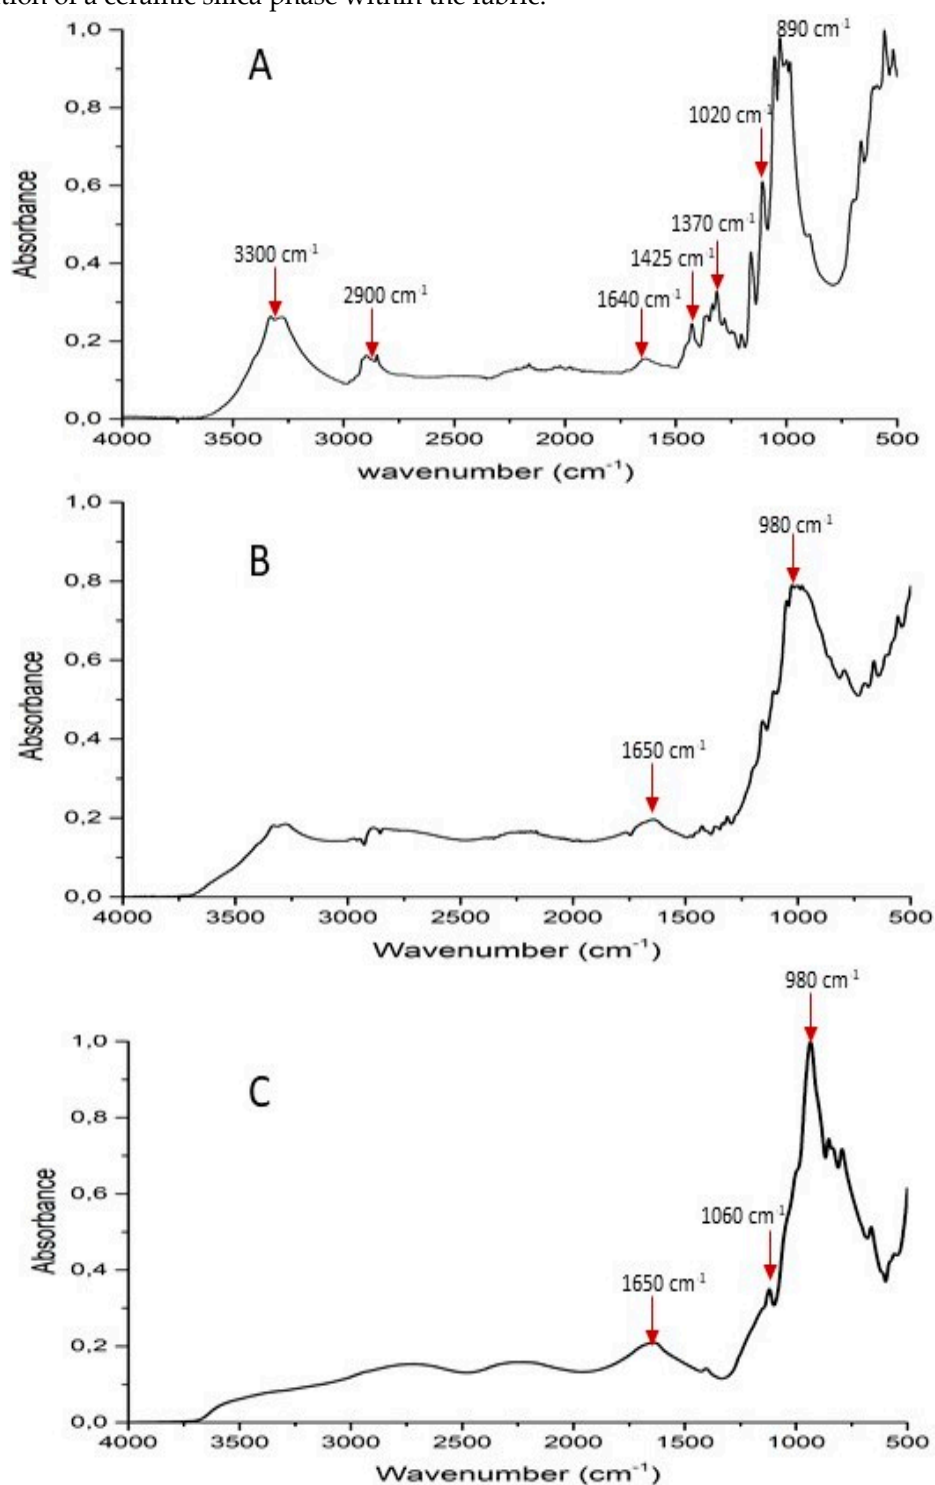 tion of a ceramic silica phase within the fabric.
890 cm⁻¹
1,0
A
0,8
1020 cm⁻¹
Absorbance
0,6
1370 cm⁻¹
3300 cm⁻¹
1425 cm⁻¹
0,4
2900 cm⁻¹
1640 cm⁻¹
0,2
0,0
4000 3500 3000 2500 2000 1500 1000 500
wavenumber (cm⁻¹)
1,0
980 cm⁻¹
B
0,8
Absorbance
0,6
1650 cm⁻¹
0,4
0,2
0,0
4000 3500 3000 2500 2000 1500 1000 500
Wavenumber (cm⁻¹)
980 cm⁻¹
1,0
C
0,8
Absorbance
0,6
1060 cm⁻¹
0,4
1650 cm⁻¹
0,2
0,0
4000 3500 3000 2500 2000 1500 1000 500
Wavenumber (cm⁻¹)